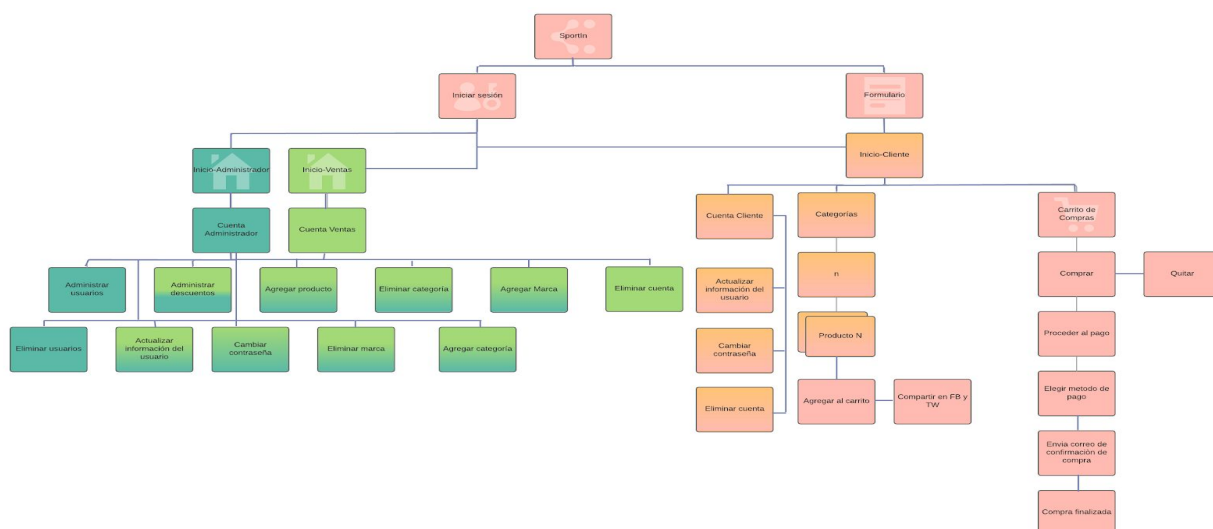 SportIn
Iniciar sesión
Formulario
Inicio-Administrador
Inicio-Ventas
Inicio-Cliente
Cuenta
Administrador
Cuenta Ventas
Cuenta Cliente
Categorías
Carrito de
Compras
Administrar
usuarios
Administrar
descuentos
Agregar producto
Eliminar categoría
Agregar Marca
Eliminar cuenta
Actualizar
información del
usuario
n
Comprar
Quitar
Eliminar usuarios
Actualizar
información del
usuario
Cambiar
contraseña
Eliminar marca
Agregar categoría
Cambiar
contraseña
Producto N
Proceder al pago
Eliminar cuenta
Agregar al carrito
Compartir en FB y
TW
Elegir metodo de
pago
Envia correo de
confirmación de
compra
Compra finalizada